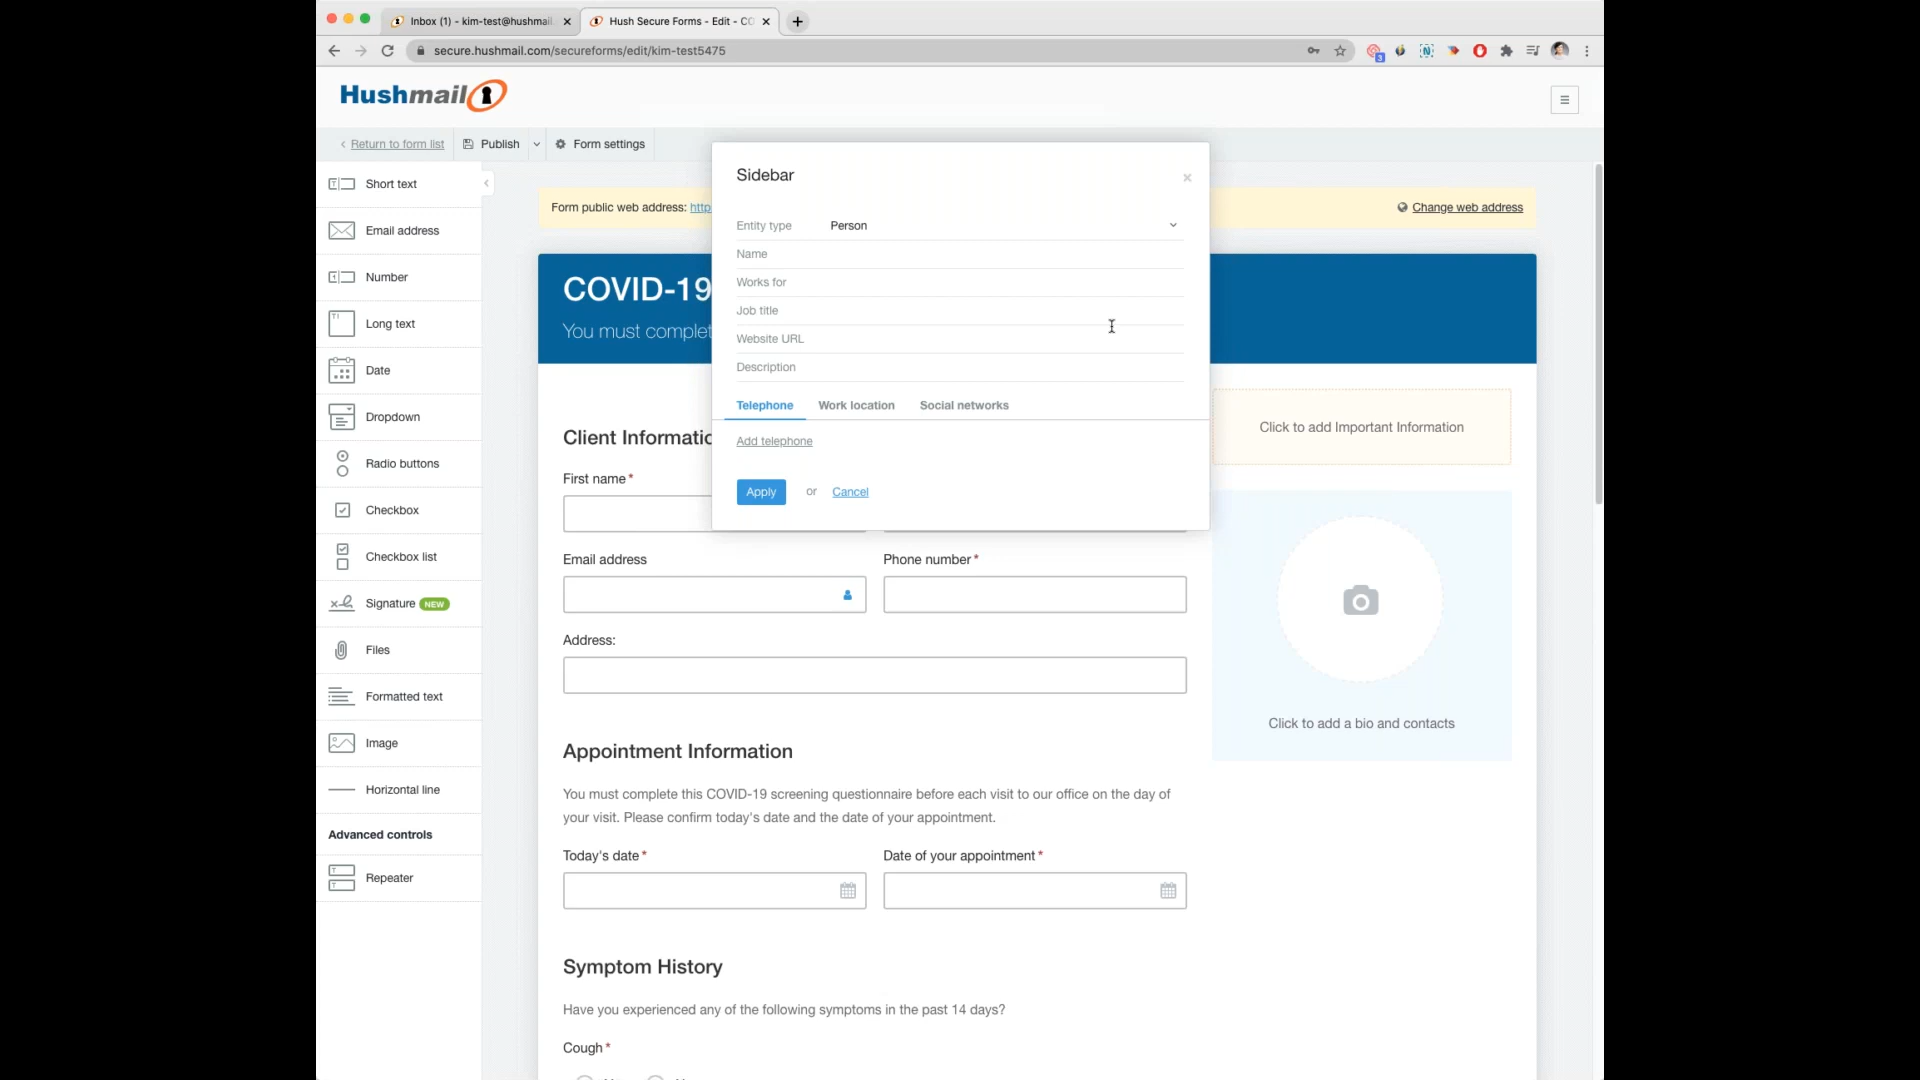 Inbox (1) - kim-test@hushmail.
Hush Secure Forms - Edit - CO
secure.hushmail.com/secureforms/edit/kim-test5475
3
Hushmail
Return to form list
Publish
Form settings
Short text
Email address
Number
Long text
Date
Dropdown
Radio buttons
Checkbox
Checkbox list
Signature NEW
Files
Formatted text
Image
Horizontal line
Advanced controls
Repeater
Form public web address: http
Change web address
COVID-19
You must complet
Sidebar
Entity type Person
Name
Works for
Job title
Website URL
Description
Telephone Work location Social networks
Add telephone
Apply or Cancel
Click to add Important Information
Click to add a bio and contacts
Client Informatio
First name *
Email address
Phone number *
Address:
Appointment Information
You must complete this COVID-19 screening questionnaire before each visit to our office on the day of
your visit. Please confirm today's date and the date of your appointment.
Today's date *
Date of your appointment *
Symptom History
Have you experienced any of the following symptoms in the past 14 days?
Cough *